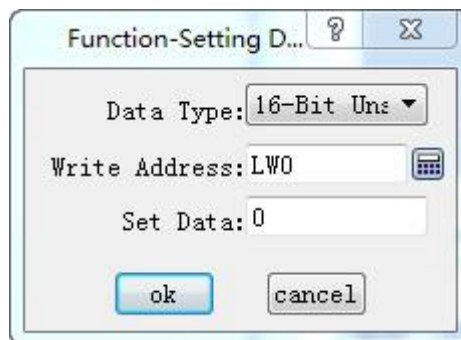 Function-Setting D...
Data Type: 16-Bit Uns
Write Address: LW0
Set Data: 0
ok cancel